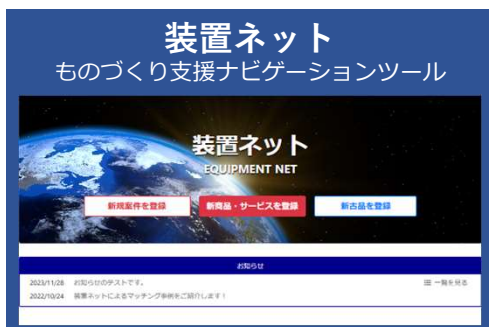 装置ネット
ものづくり支援ナビゲーションツール
装置ネット
EQUIPMENT NET
新規案件を登録
新商品・サービスを登録
新古品を登録
お知らせ
2023/11/28 お知らせのテストです。
一覧を見る
2022/10/24 装置ネットによるマッチング事例をご紹介します！